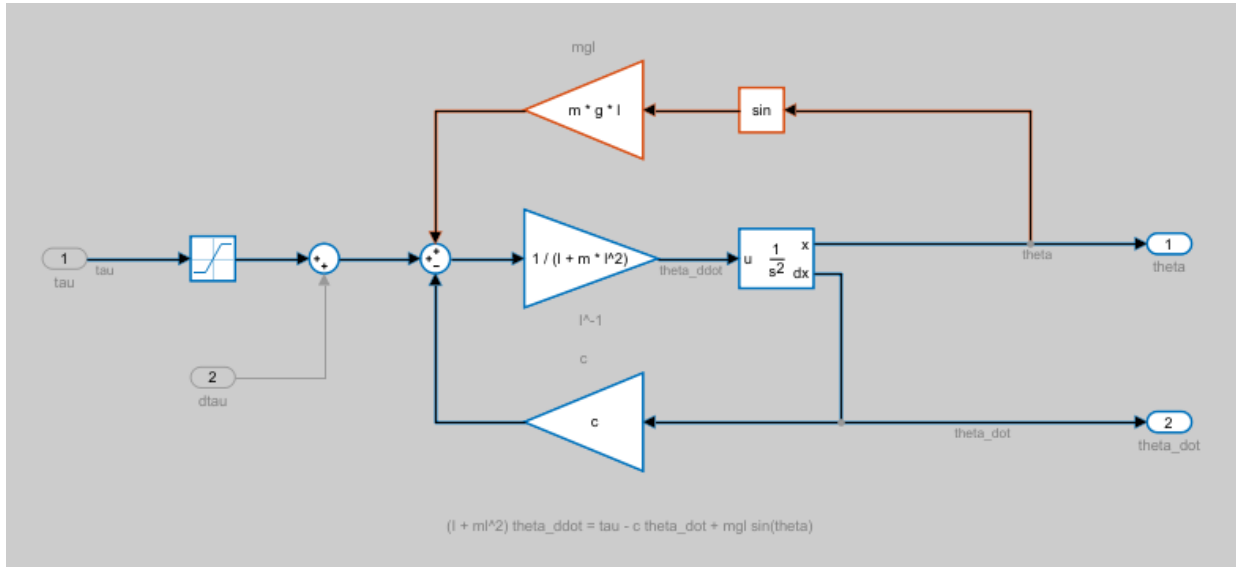 mgl
m * g * l
sin
1
tau
tau
+
+
+
+
−
1 / (I + m * l^2)
theta_ddot
u
1
s2
x
dx
theta
1
theta
I^-1
c
2
dtau
c
theta_dot
2
theta_dot
(I + ml^2) theta_ddot = tau - c theta_dot + mgl sin(theta)